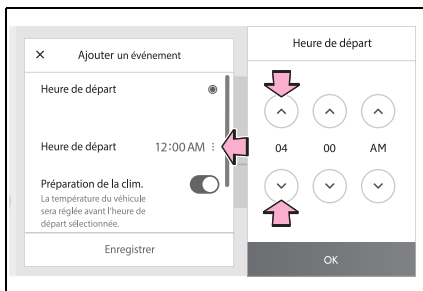 Ajouter un événement
Heure de départ
Heure de départ 12:00 AM
Préparation de la clim.
La température du véhicule
sera réglée avant l'heure de
départ sélectionnée.
Enregistrer
Heure de départ
04 00 AM
OK